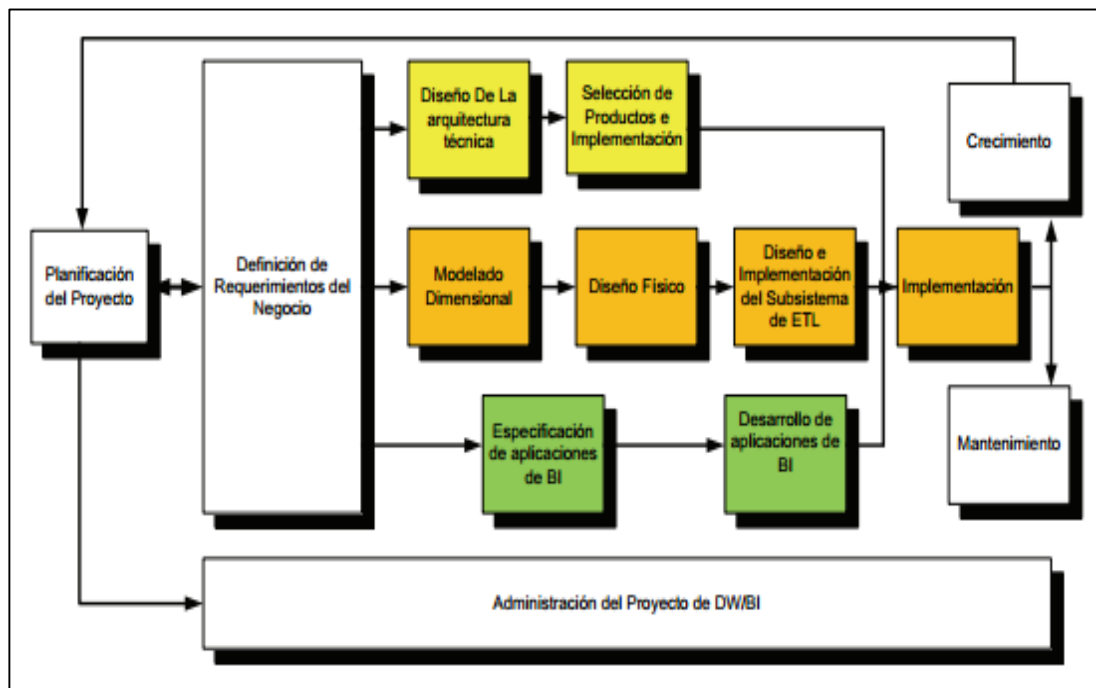 Planificación
del Proyecto
Definición de
Requerimientos del
Negocio
Diseño De La
arquitectura
técnica
Selección de
Productos e
Implementación
Modelado
Dimensional
Diseño Físico
Diseño e
Implementación
del Subsistema
de ETL
Implementación
Especificación
de aplicaciones
de BI
Desarrollo de
aplicaciones de
BI
Crecimiento
Mantenimiento
Administración del Proyecto de DW/BI